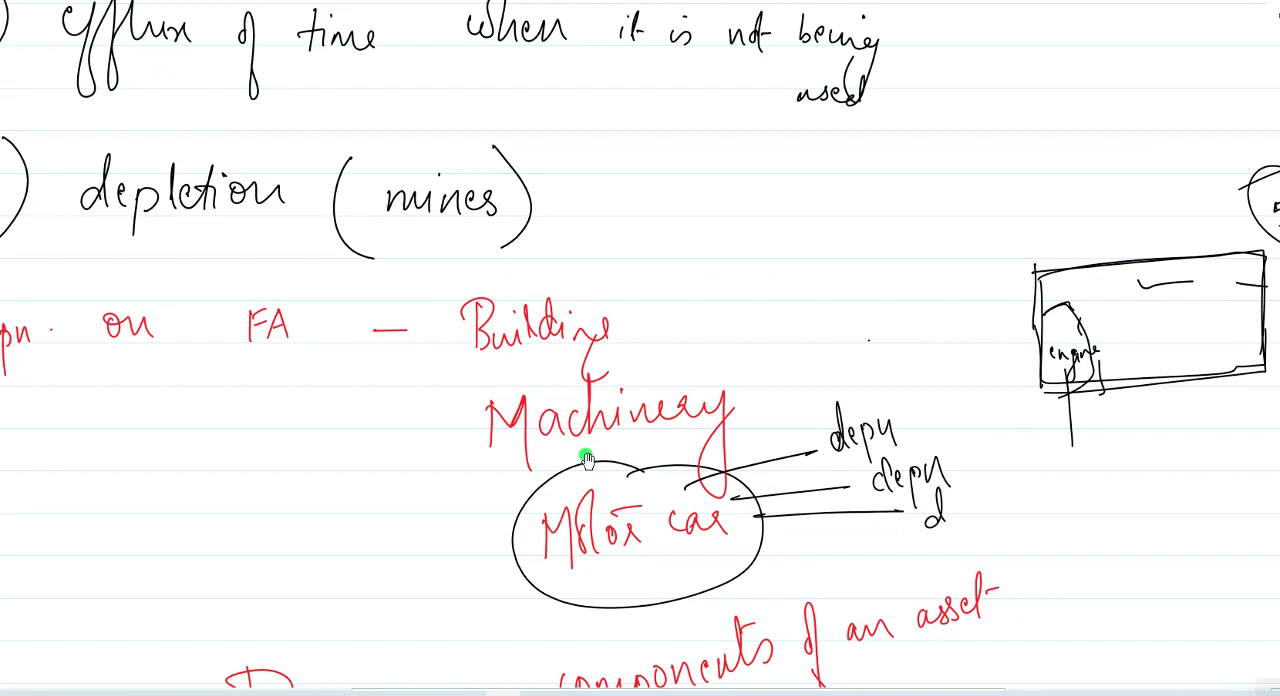 ) efflux of time when it is not being
used
) depletion (mines)
pn. on FA — Building
engine
Machinery
depn
depn
d
Motor car
components of an asset